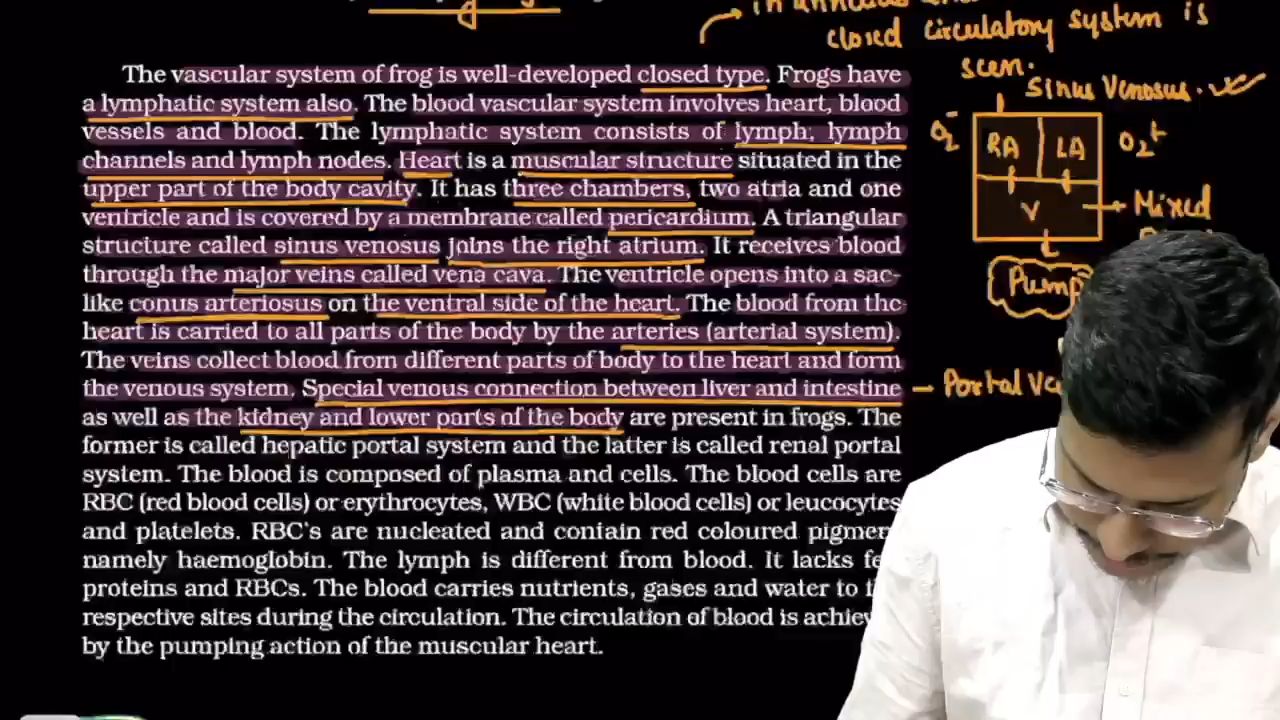 closed circulatory system is
seen.
Sinus Venosus.
The vascular system of frog is well-developed closed type. Frogs have
a lymphatic system also. The blood vascular system involves heart, blood
vessels and blood. The lymphatic system consists of lymph, lymph
channels and lymph nodes. Heart is a muscular structure situated in the
upper part of the body cavity. It has three chambers, two atria and one
ventricle and is covered by a membrane called pericardium. A triangular
structure called sinus venosus joins the right atrium. It receives blood
through the major veins called vena cava. The ventricle opens into a sac-
like conus arteriosus on the ventral side of the heart. The blood from the
heart is carried to all parts of the body by the arteries (arterial system).
The veins collect blood from different parts of body to the heart and form
the venous system. Special venous connection between liver and intestine
as well as the kidney and lower parts of the body are present in frogs. The
former is called hepatic portal system and the latter is called renal portal
system. The blood is composed of plasma and cells. The blood cells are
RBC (red blood cells) or erythrocytes, WBC (white blood cells) or leucocytes
and platelets. RBC's are nucleated and contain red coloured
namely haemoglobin. The lymph is different from blood. It lacks
proteins and RBCs. The blood carries nutrients, gases and water to
respective sites during the circulation. The circulation of blood is
by the pumping action of the muscular heart.
O2- RA LA O2+
V Mixed
Pump
Portal